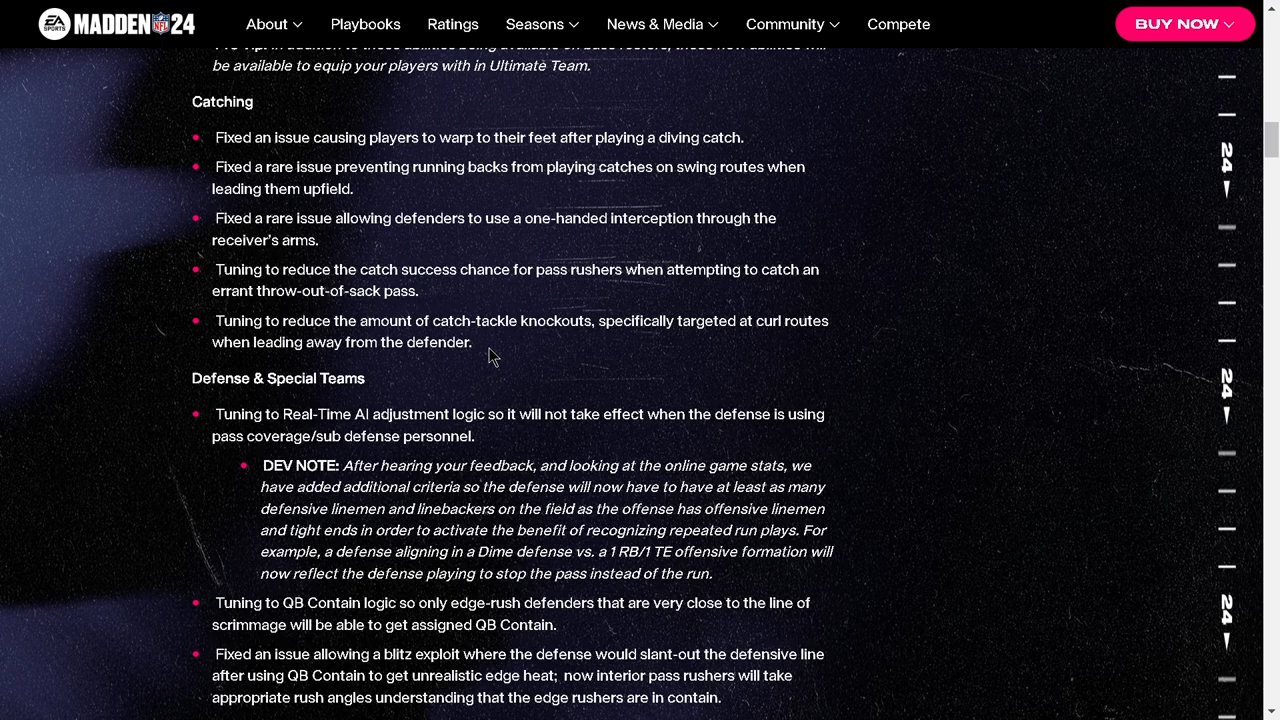 EA SPORTS MADDEN NFL 24 About Playbooks Ratings Seasons News & Media Community Compete BUY NOW
be available to equip your players with in Ultimate Team.
Catching
Fixed an issue causing players to warp to their feet after playing a diving catch.
Fixed a rare issue preventing running backs from playing catches on swing routes when
leading them upfield.
Fixed a rare issue allowing defenders to use a one-handed interception through the
receiver's arms.
Tuning to reduce the catch success chance for pass rushers when attempting to catch an
errant throw-out-of-sack pass.
Tuning to reduce the amount of catch-tackle knockouts, specifically targeted at curl routes
when leading away from the defender.
Defense & Special Teams
Tuning to Real-Time AI adjustment logic so it will not take effect when the defense is using
pass coverage/sub defense personnel.
DEV NOTE: After hearing your feedback, and looking at the online game stats, we
have added additional criteria so the defense will now have to have at least as many
defensive linemen and linebackers on the field as the offense has offensive linemen
and tight ends in order to activate the benefit of recognizing repeated run plays. For
example, a defense aligning in a Dime defense vs. a 1 RB/1 TE offensive formation will
now reflect the defense playing to stop the pass instead of the run.
Tuning to QB Contain logic so only edge-rush defenders that are very close to the line of
scrimmage will be able to get assigned QB Contain.
Fixed an issue allowing a blitz exploit where the defense would slant-out the defensive line
after using QB Contain to get unrealistic edge heat; now interior pass rushers will take
appropriate rush angles understanding that the edge rushers are in contain.
24
24
24